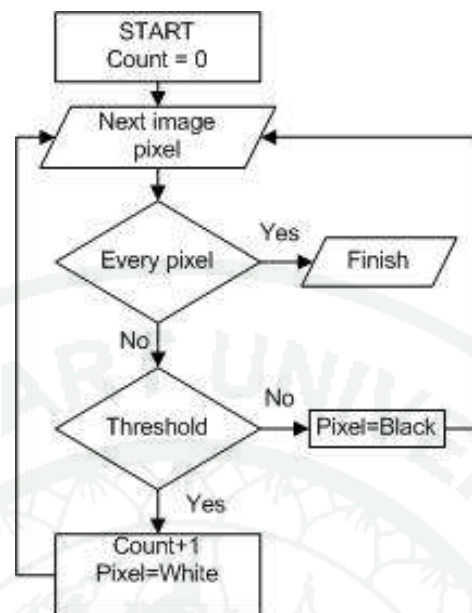 START
Count = 0
Next image
pixel
Every pixel
Yes
Finish
No
Threshold
No
Pixel=Black
Yes
Count+1
Pixel=White